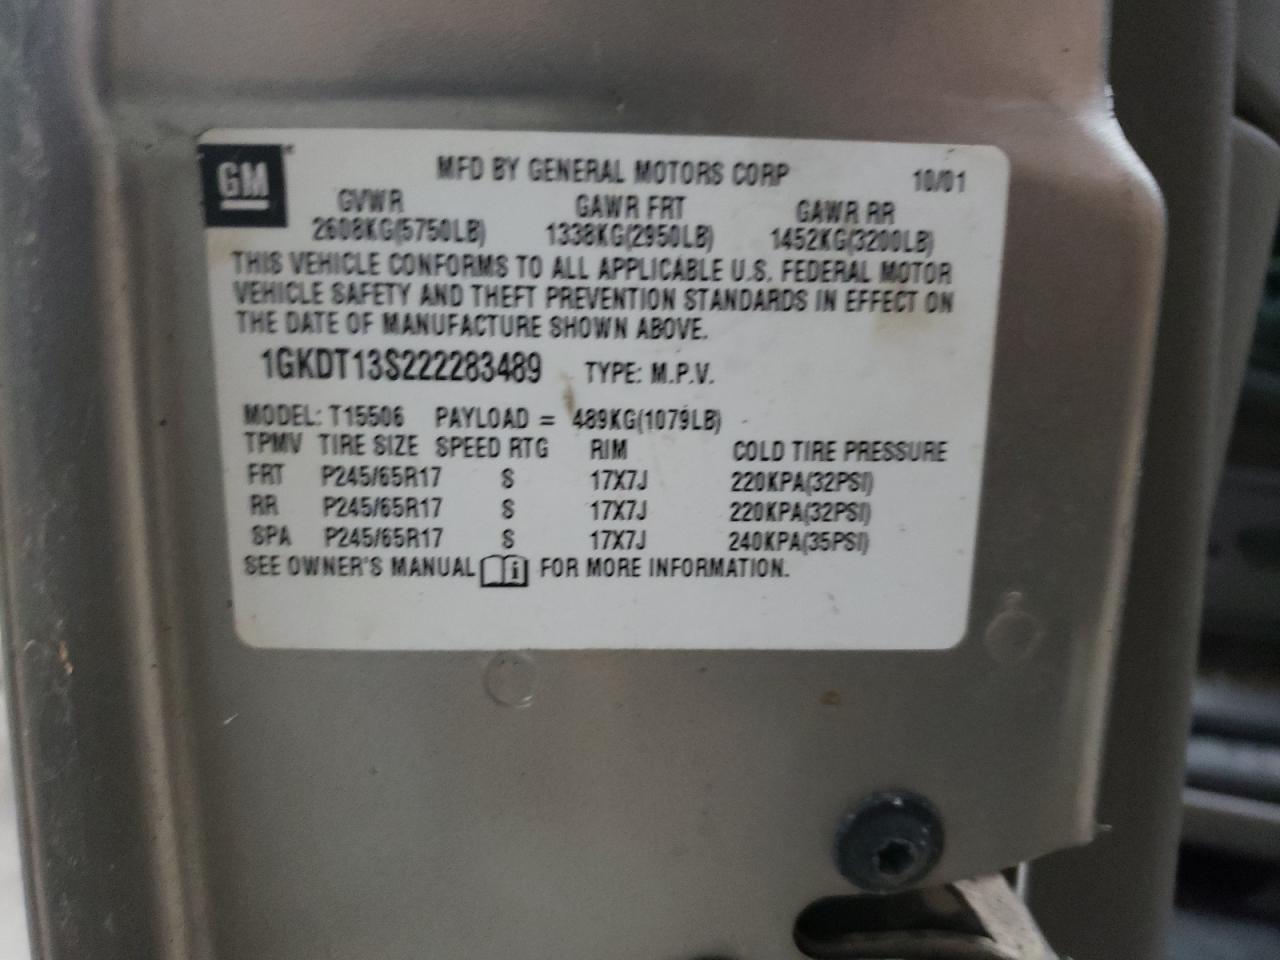 GM
MFD BY GENERAL MOTORS CORP 10/01
GVWR GAWR FRT GAWR RR
2608KG(5750LB) 1338KG(2950LB) 1452KG(3200LB)
THIS VEHICLE CONFORMS TO ALL APPLICABLE U.S. FEDERAL MOTOR
VEHICLE SAFETY AND THEFT PREVENTION STANDARDS IN EFFECT ON
THE DATE OF MANUFACTURE SHOWN ABOVE.
1GKDT13S222283489 TYPE: M.P.V.
MODEL: T15506 PAYLOAD = 489KG(1079LB)
TPMV TIRE SIZE SPEED RTG RIM COLD TIRE PRESSURE
FRT P245/65R17 S 17X7J 220KPA(32PSI)
RR P245/65R17 S 17X7J 220KPA(32PSI)
SPA P245/65R17 S 17X7J 240KPA(35PSI)
SEE OWNER'S MANUAL i FOR MORE INFORMATION.